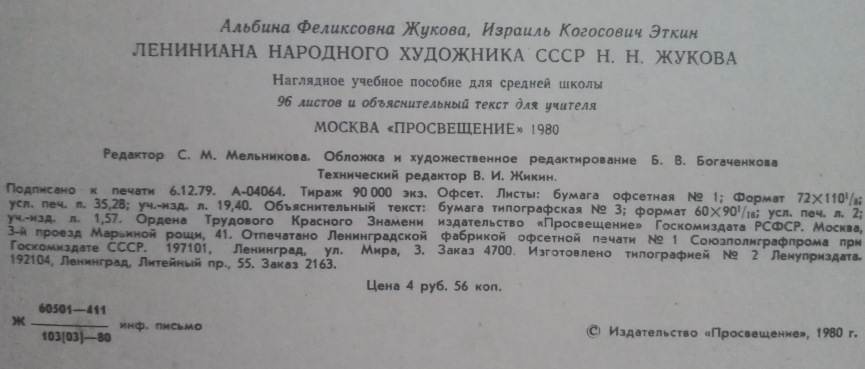 Альбина Феликсовна Жукова, Израиль Когосович Эткин
ЛЕНИНИАНА НАРОДНОГО ХУДОЖНИКА СССР Н. Н. ЖУКОВА
Наглядное учебное пособие для средней школы
96 листов и объяснительный текст для учителя
МОСКВА «ПРОСВЕЩЕНИЕ» 1980
Редактор С. М. Мельникова. Обложка и художественное редактирование Б. В. Богаченкова
Технический редактор В. И. Жикин.
Подписано к печати 6.12.79. А-04064. Тираж 90 000 экз. Офсет. Листы: бумага офсетная № 1; Формат 72×110¹/₈;
усл. печ. л. 35,28; уч.-изд. л. 19,40. Объяснительный текст: бумага типографская № 3; формат 60×90¹/₁₆; усл. печ. л. 2;
уч.-изд. л. 1,57. Ордена Трудового Красного Знамени издательство «Просвещение» Госкомиздата РСФСР. Москва,
3-й проезд Марьиной рощи, 41. Отпечатано Ленинградской фабрикой офсетной печати № 1 Союзполиграфпрома при
Госкомиздате СССР. 197101, Ленинград, ул. Мира, 3. Заказ 4700. Изготовлено типографией № 2 Ленуприздата.
192104, Ленинград, Литейный пр., 55. Заказ 2163.
Цена 4 руб. 56 коп.
60501—411
Ж инф. письмо
103(03)—80
© Издательство «Просвещение», 1980 г.